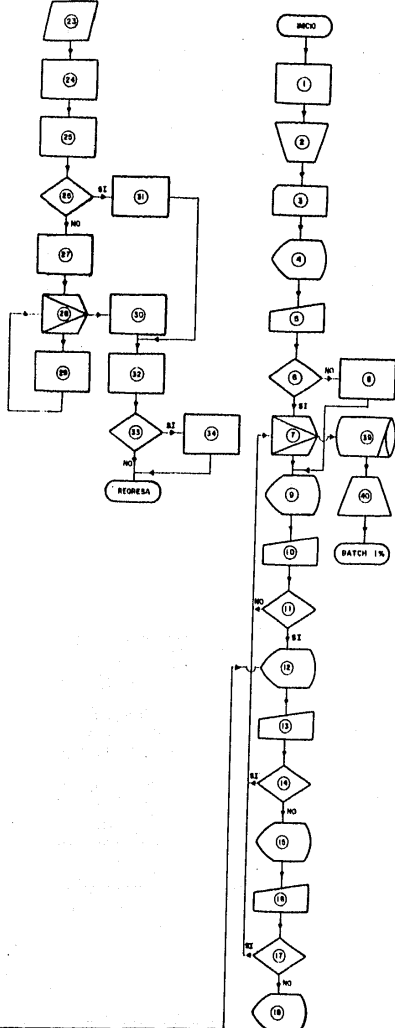 23
24
25
26
SI
31
NO
27
28
30
29
32
33
SI
34
NO
REGRESA
INICIO
1
2
3
4
5
6
NO
8
SI
7
39
9
40
10
BATCH 1%
11
NO
SI
12
13
14
SI
NO
15
16
17
SI
NO
18